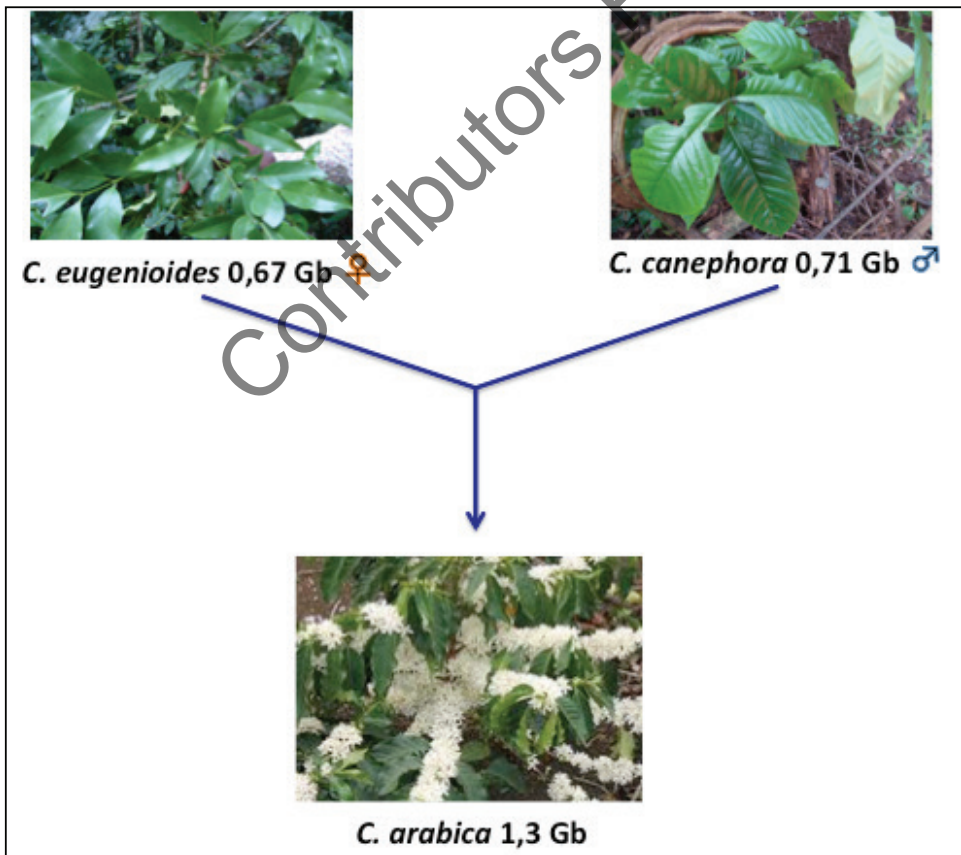 C. eugenioides 0,67 Gb ♀
C. canephora 0,71 Gb ♂
Contributors
C. arabica 1,3 Gb